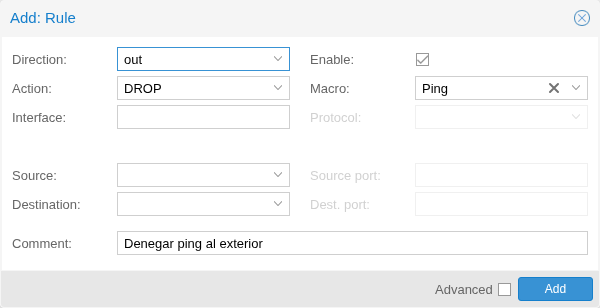 Add: Rule
Direction: out Enable:
Action: DROP Macro: Ping
Interface: Protocol:
Source: Source port:
Destination: Dest. port:
Comment: Denegar ping al exterior
Advanced Add